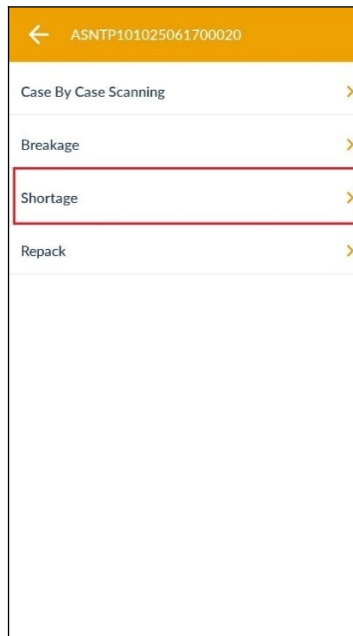 ASNTP101025061700020
Case By Case Scanning
Breakage
Shortage
Repack